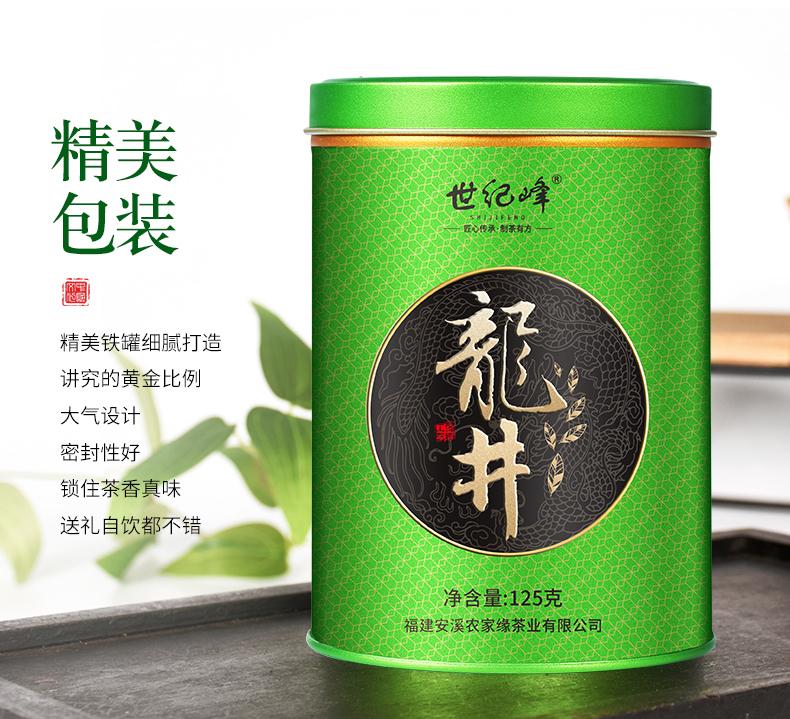 精美
包装
精美铁罐细腻打造
讲究的黄金比例
大气设计
密封性好
锁住茶香真味
送礼自饮都不错
世纪峰®
SHIJIFENG
匠心传承·制茶有方
龍井
净含量:125克
福建安溪农家缘茶业有限公司